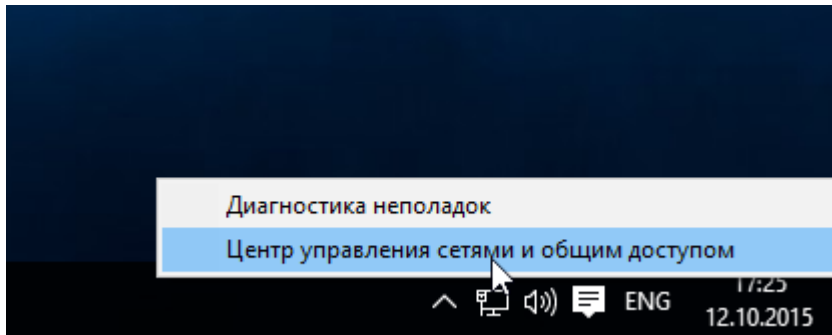 Диагностика неполадок
Центр управления сетями и общим доступом
17:25
ENG
12.10.2015